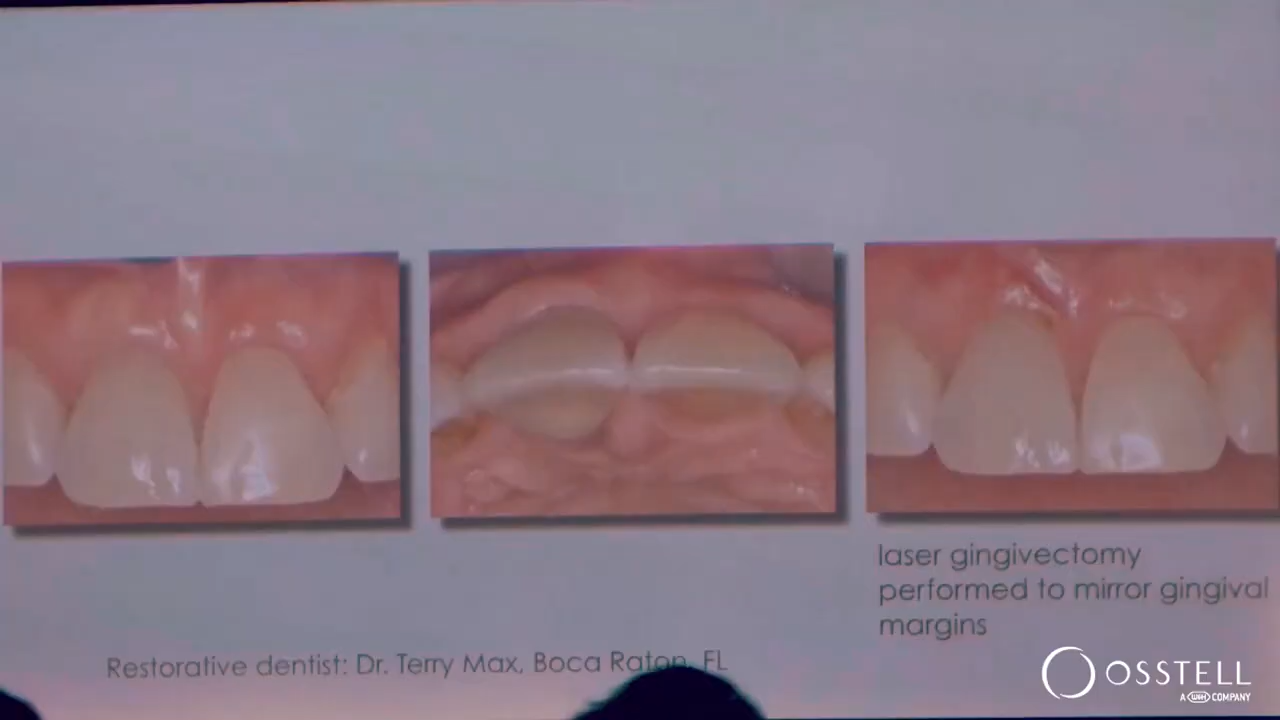 laser gingivectomy
performed to mirror gingival
margins
Restorative dentist: Dr. Terry Max, Boca Raton, FL
OSSTELL
A W&H COMPANY